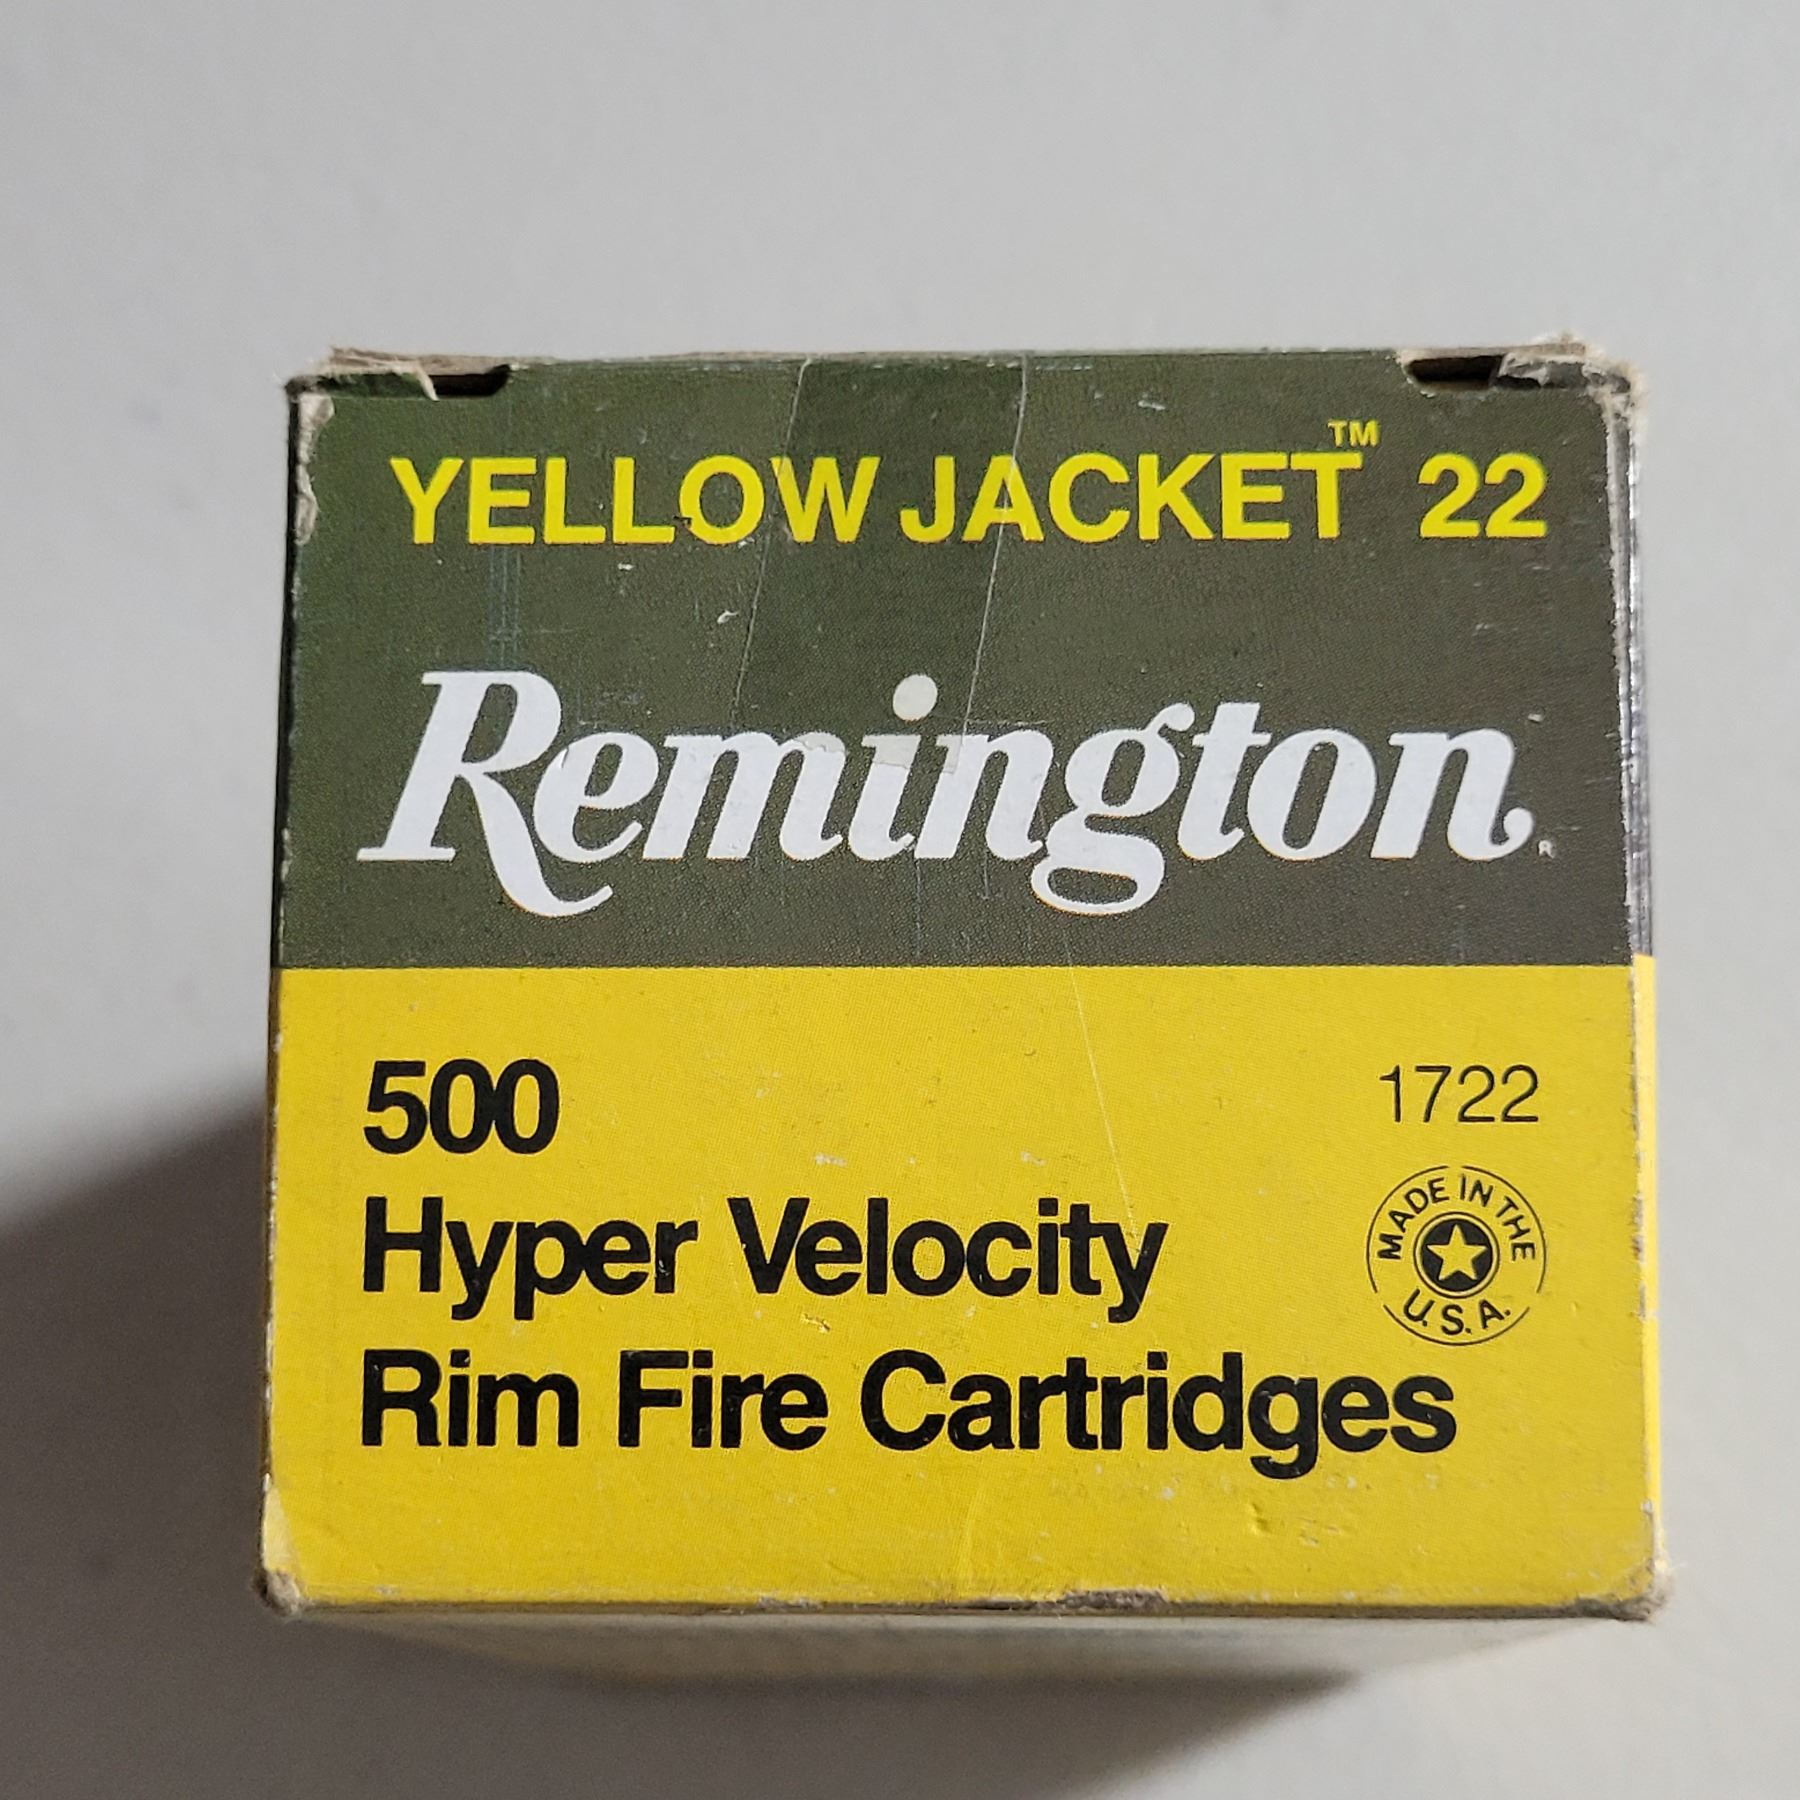 YELLOW JACKET™ 22
Remington®
500
1722
Hyper Velocity
MADE IN THE
U.S.A.
Rim Fire Cartridges